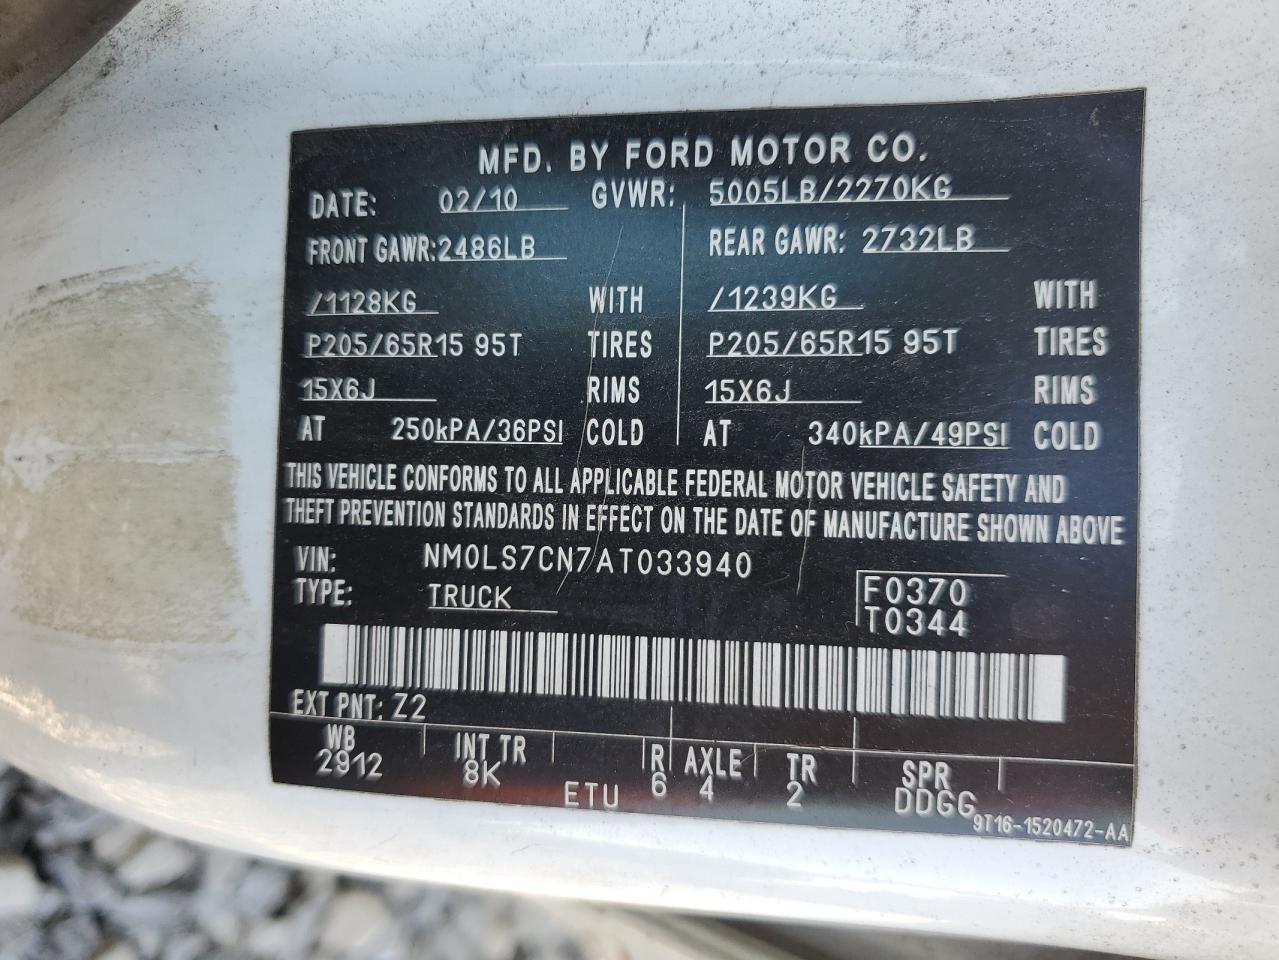 MFD. BY FORD MOTOR CO.
DATE: 02/10 GVWR: 5005LB/2270KG
FRONT GAWR: 2486LB REAR GAWR: 2732LB
/1128KG WITH /1239KG WITH
P205/65R15 95T TIRES P205/65R15 95T TIRES
15X6J RIMS 15X6J RIMS
AT 250kPA/36PSI COLD AT 340kPA/49PSI COLD
THIS VEHICLE CONFORMS TO ALL APPLICABLE FEDERAL MOTOR VEHICLE SAFETY AND
THEFT PREVENTION STANDARDS IN EFFECT ON THE DATE OF MANUFACTURE SHOWN ABOVE
VIN: NM0LS7CN7AT033940
TYPE: TRUCK F0370
T0344
EXT PNT: Z2
WB INT TR R AXLE TR SPR
2912 8K 6 4 2 DDGG
ETU
9T16-1520472-AA